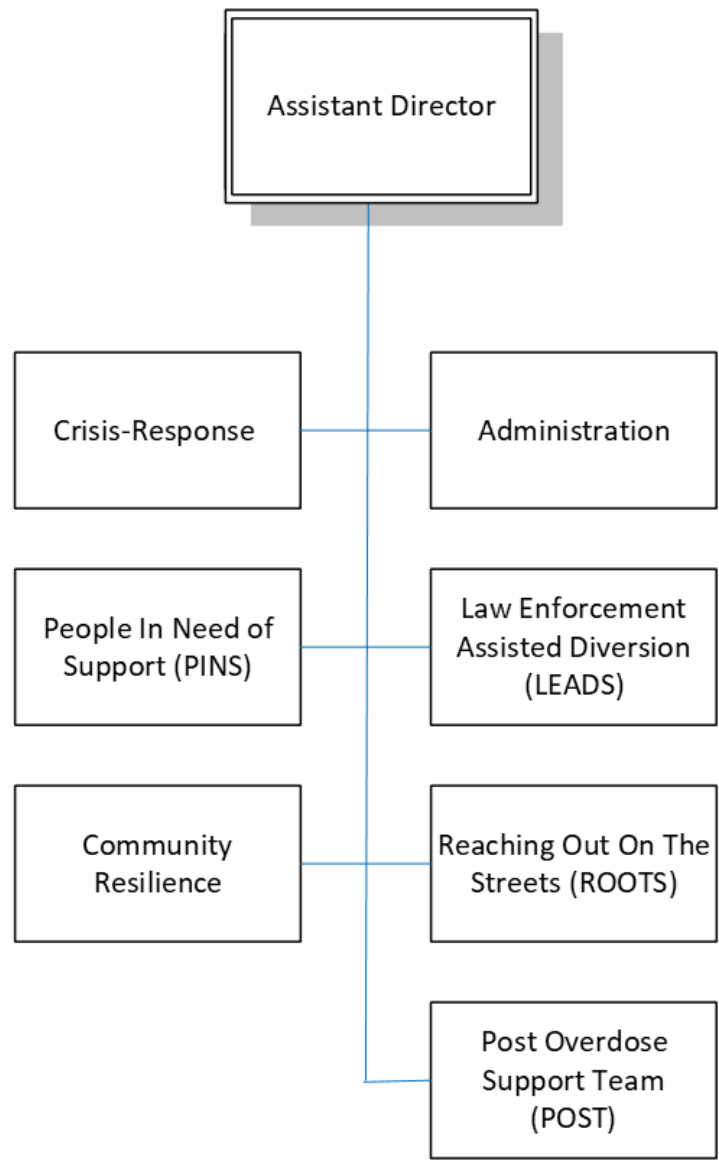 Assistant Director
Crisis-Response
Administration
People In Need of
Support (PINS)
Law Enforcement
Assisted Diversion
(LEADS)
Community
Resilience
Reaching Out On The
Streets (ROOTS)
Post Overdose
Support Team
(POST)